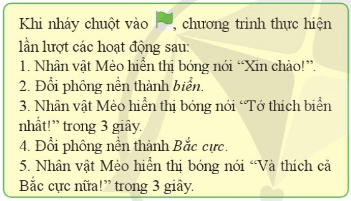 Khi nháy chuột vào , chương trình thực hiện
lần lượt các hoạt động sau:
1. Nhân vật Mèo hiển thị bóng nói “Xin chào!”.
2. Đổi phông nền thành biển.
3. Nhân vật Mèo hiển thị bóng nói “Tớ thích biển
nhất!” trong 3 giây.
4. Đổi phông nền thành Bắc cực.
5. Nhân vật Mèo hiển thị bóng nói “Và thích cả
Bắc cực nữa!” trong 3 giây.